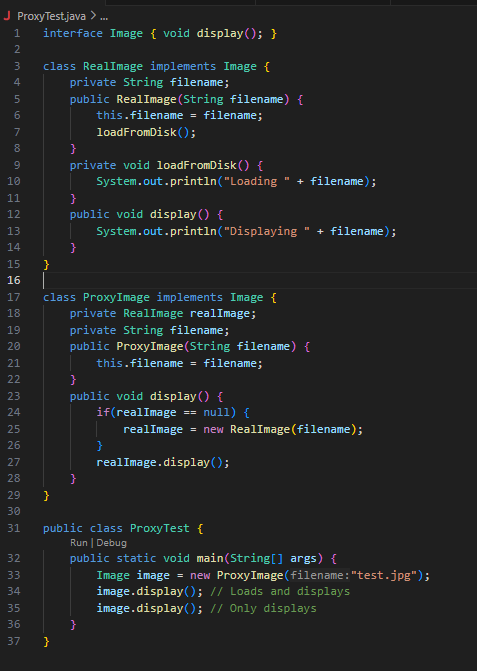 J ProxyTest.java > ...
1 interface Image { void display(); }
2
3 class RealImage implements Image {
4     private String filename;
5     public RealImage(String filename) {
6         this.filename = filename;
7         loadFromDisk();
8     }
9     private void loadFromDisk() {
10         System.out.println("Loading " + filename);
11     }
12     public void display() {
13         System.out.println("Displaying " + filename);
14     }
15 }
16
17 class ProxyImage implements Image {
18     private RealImage realImage;
19     private String filename;
20     public ProxyImage(String filename) {
21         this.filename = filename;
22     }
23     public void display() {
24         if(realImage == null) {
25             realImage = new RealImage(filename);
26         }
27         realImage.display();
28     }
29 }
30
31 public class ProxyTest {
Run | Debug
32     public static void main(String[] args) {
33         Image image = new ProxyImage(filename:"test.jpg");
34         image.display(); // Loads and displays
35         image.display(); // Only displays
36     }
37 }